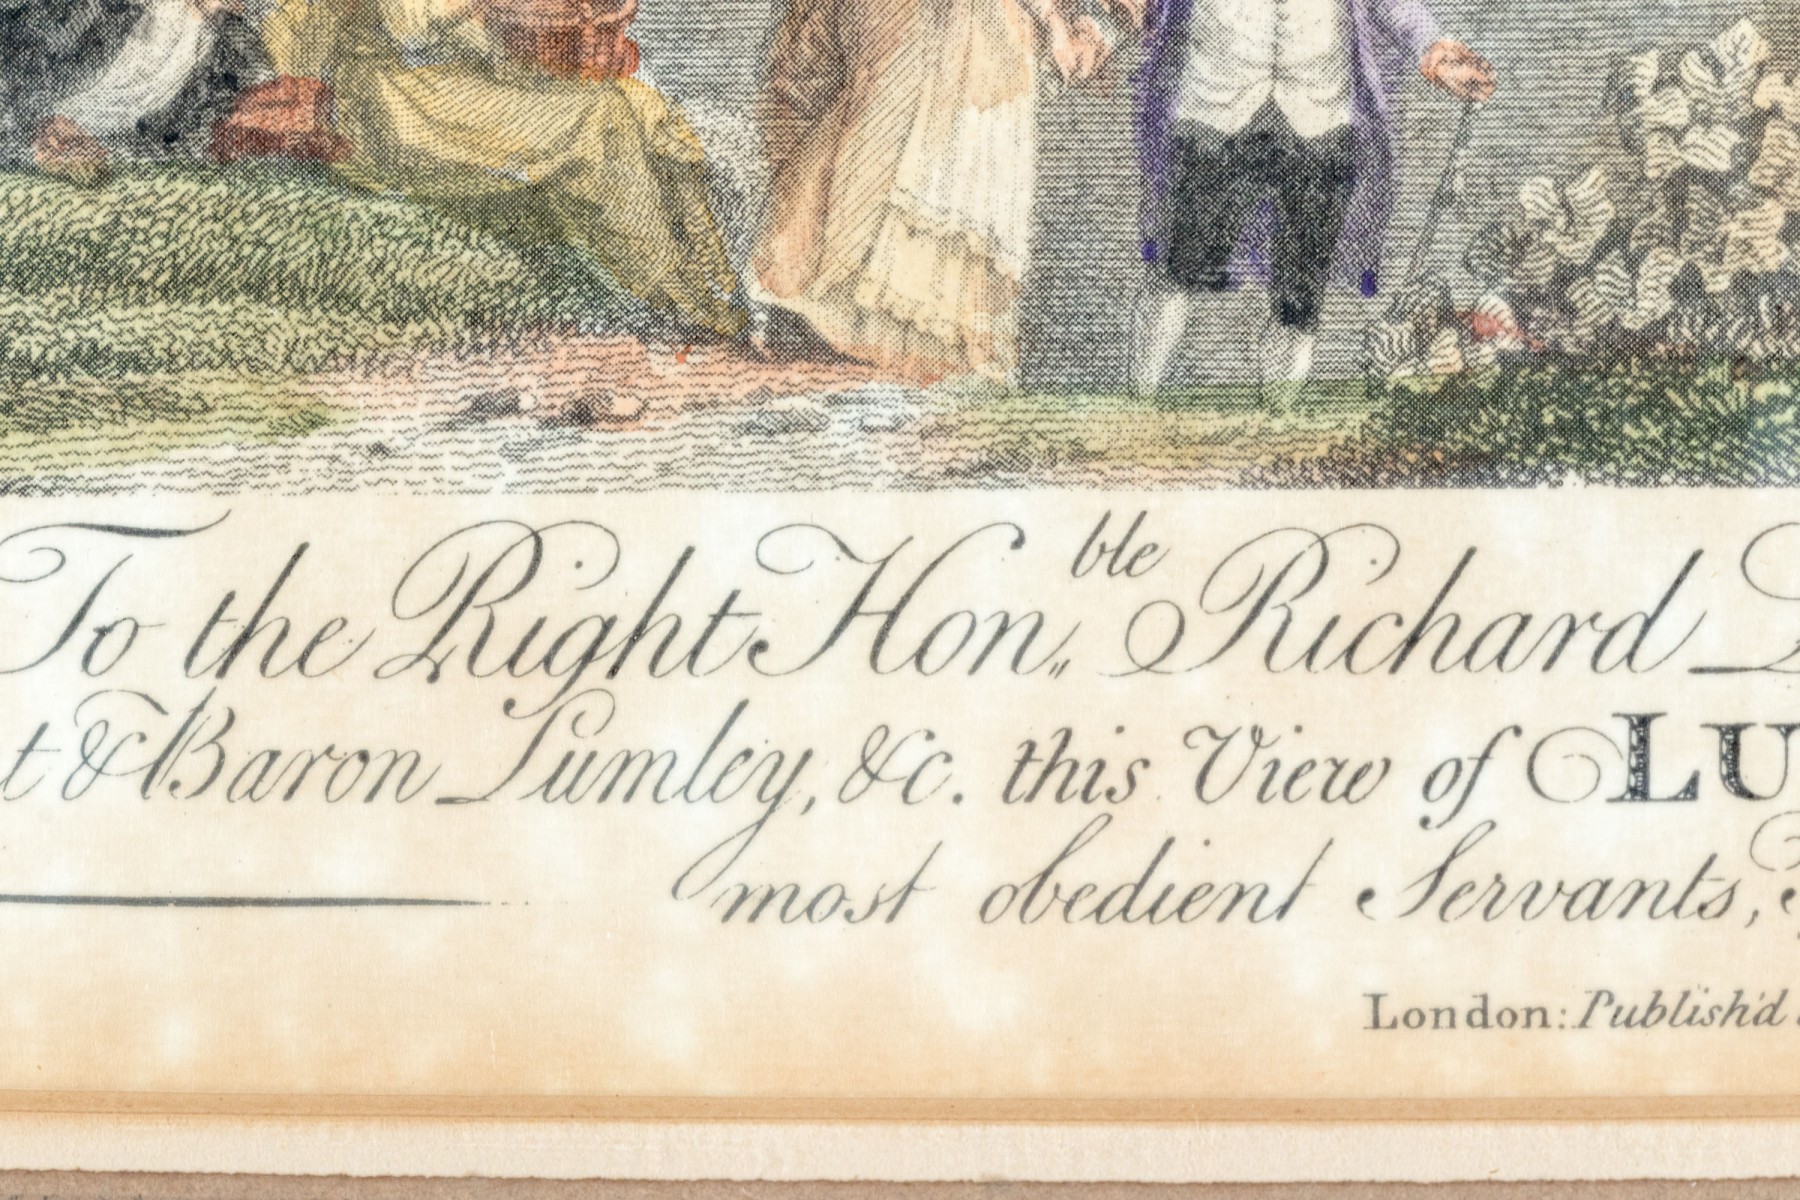 To the Right Hon,, ble Richard
t & Baron Lumley, &c. this View of LU
most obedient Servants,
London: Publish'd